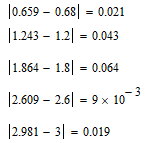 |0.659 − 0.68| = 0.021
|1.243 − 1.2| = 0.043
|1.864 − 1.8| = 0.064
|2.609 − 2.6| = 9 × 10⁻³
|2.981 − 3| = 0.019